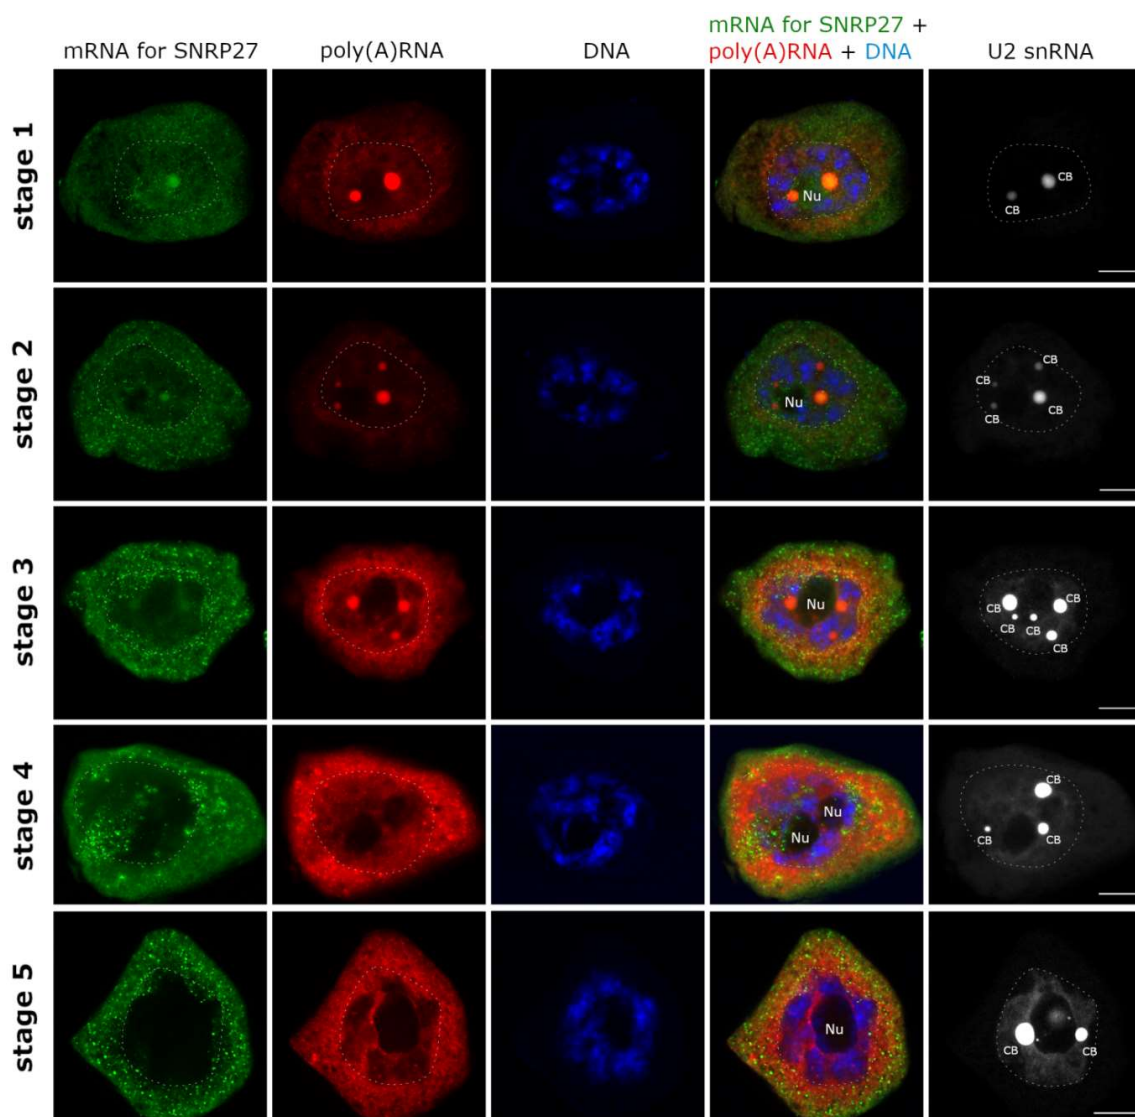 mRNA for SNRP27 +
mRNA for SNRP27 poly(A)RNA DNA poly(A)RNA + DNA U2 snRNA
stage 1
Nu
CB
CB
stage 2
Nu
CB
CB
CB
CB
stage 3
Nu
CB
CB
CB
CB
CB
stage 4
Nu
Nu
CB
CB
CB
stage 5
Nu
CB
CB